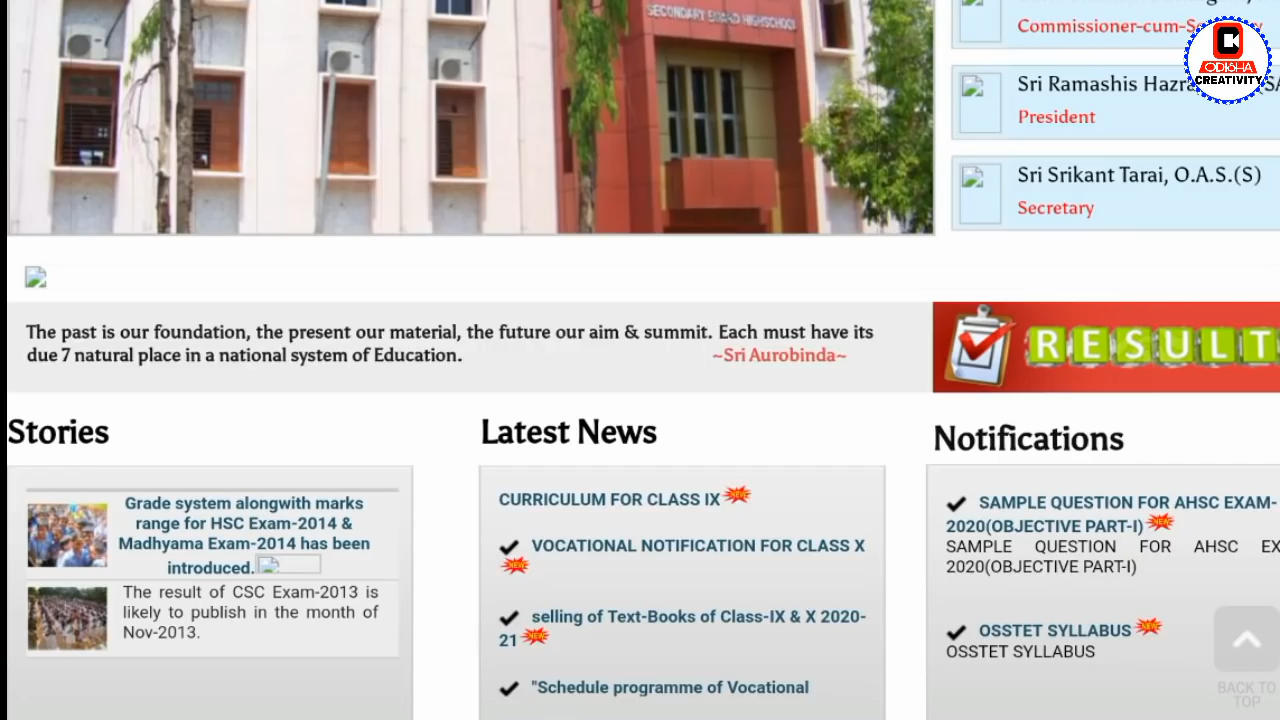 SECONDARY BOARD HIGHSCHOOL
Commissioner-cum-
ODISHA
CREATIVITY
Sri Ramashis
President
Sri Srikant Tarai, O.A.S.(S)
Secretary
The past is our foundation, the present our material, the future our aim & summit. Each must have its
due 7 natural place in a national system of Education.
~Sri Aurobinda~
RESULT
Stories
Grade system alongwith marks
range for HSC Exam-2014 &
Madhyama Exam-2014 has been
introduced.
The result of CSC Exam-2013 is
likely to publish in the month of
Nov-2013.
Latest News
CURRICULUM FOR CLASS IX NEW
VOCATIONAL NOTIFICATION FOR CLASS X
NEW
selling of Text-Books of Class-IX & X 2020-
21 NEW
"Schedule programme of Vocational
Notifications
SAMPLE QUESTION FOR AHSC EXAM-
2020(OBJECTIVE PART-I) NEW
SAMPLE QUESTION FOR AHSC EX
2020(OBJECTIVE PART-I)
OSSTET SYLLABUS NEW
OSSTET SYLLABUS
BACK TO
TOP